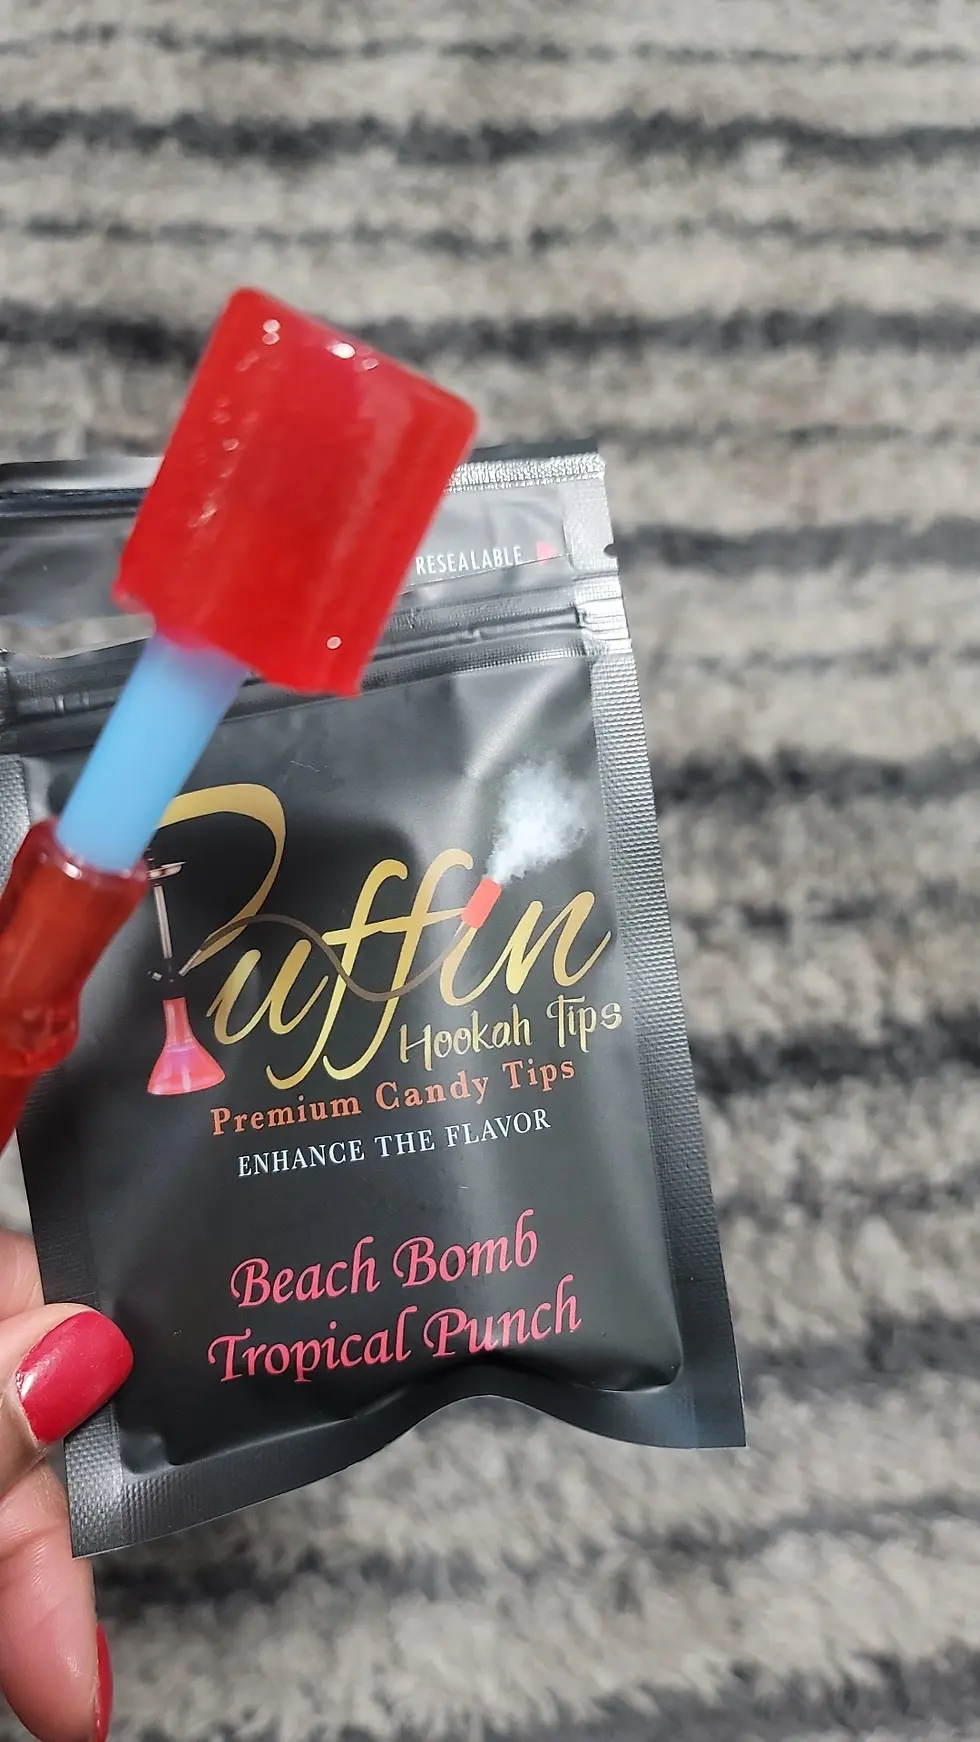 RESEALABLE
Puffin
Hookah Tips
Premium Candy Tips
ENHANCE THE FLAVOR
Beach Bomb
Tropical Punch